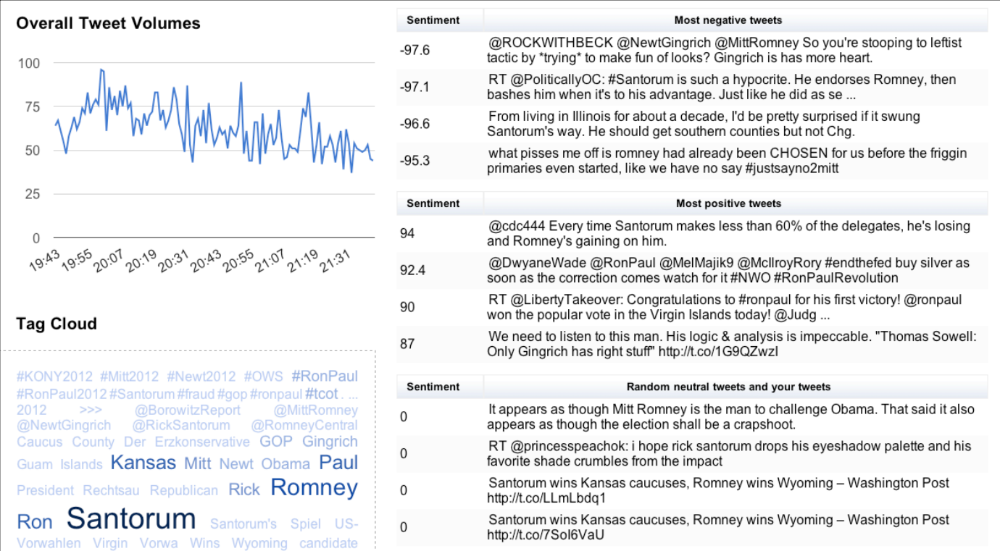 Overall Tweet Volumes
100
75
50
25
0
19:43 19:55 20:07 20:19 20:31 20:43 20:55 21:07 21:19 21:31
Tag Cloud
#KONY2012 #Mitt2012 #Newt2012 #OWS #RonPaul
#RonPaul2012 #Santorum #fraud #gop #ronpaul #tcot . ...
2012 >>> @BorowitzReport @MittRomney
@NewtGingrich @RickSantorum @RomneyCentral
Caucus County Der Erzkonservative GOP Gingrich
Guam Islands Kansas Mitt Newt Obama Paul
President Rechtsau Republican Rick Romney
Ron Santorum Santorum's Spiel US-
Vorwahlen Virgin Vorwa Wins Wyoming candidate
Sentiment Most negative tweets
-97.6 @ROCKWITHBECK @NewtGingrich @MittRomney So you're stooping to leftist
tactic by *trying* to make fun of looks? Gingrich is has more heart.
-97.1 RT @PoliticallyOC: #Santorum is such a hypocrite. He endorses Romney, then
bashes him when it's to his advantage. Just like he did as se ...
-96.6 From living in Illinois for about a decade, I'd be pretty surprised if it swung
Santorum's way. He should get southern counties but not Chg.
-95.3 what pisses me off is romney had already been CHOSEN for us before the friggin
primaries even started, like we have no say #justsayno2mitt
Sentiment Most positive tweets
94 @cdc444 Every time Santorum makes less than 60% of the delegates, he's losing
and Romney's gaining on him.
92.4 @DwyaneWade @RonPaul @MelMajik9 @McIlroyRory #endthefed buy silver as
soon as the correction comes watch for it #NWO #RonPaulRevolution
90 RT @LibertyTakeover: Congratulations to #ronpaul for his first victory! @ronpaul
won the popular vote in the Virgin Islands today! @Judg ...
87 We need to listen to this man. His logic & analysis is impeccable. "Thomas Sowell:
Only Gingrich has right stuff" http://t.co/1G9QZwzI
Sentiment Random neutral tweets and your tweets
0 It appears as though Mitt Romney is the man to challenge Obama. That said it also
appears as though the election shall be a crapshoot.
0 RT @princesspeachok: i hope rick santorum drops his eyeshadow palette and his
favorite shade crumbles from the impact
0 Santorum wins Kansas caucuses, Romney wins Wyoming – Washington Post
http://t.co/LLmLbdq1
0 Santorum wins Kansas caucuses, Romney wins Wyoming – Washington Post
http://t.co/7SoI6VaU